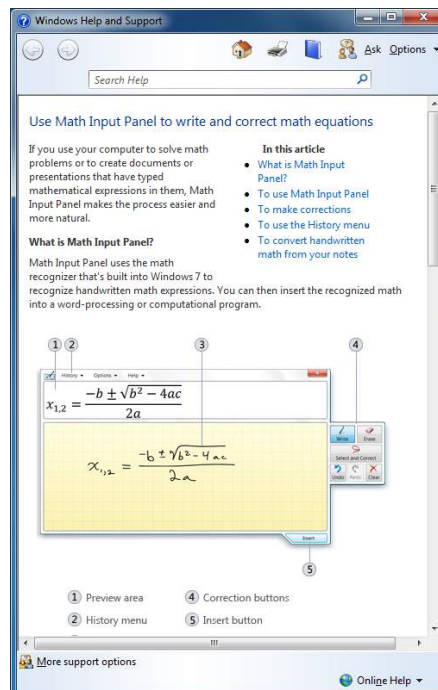 Windows Help and Support
Ask Options
Search Help
Use Math Input Panel to write and correct math equations
If you use your computer to solve math
problems or to create documents or
presentations that have typed
mathematical expressions in them, Math
Input Panel makes the process easier and
more natural.
In this article
What is Math Input
Panel?
To use Math Input Panel
To make corrections
To use the History menu
To convert handwritten
math from your notes
What is Math Input Panel?
Math Input Panel uses the math
recognizer that's built into Windows 7 to
recognize handwritten math expressions. You can then insert the recognized math
into a word-processing or computational program.
1 2 3 4
History Options Help
x₁,₂ = (-b ± √(b² − 4ac)) / 2a
Write Erase
Select and Correct
Undo Redo Clear
x₁,₂ = (-b ± √(b² − 4ac)) / 2a
Insert
5
1 Preview area
4 Correction buttons
2 History menu
5 Insert button
More support options
Online Help